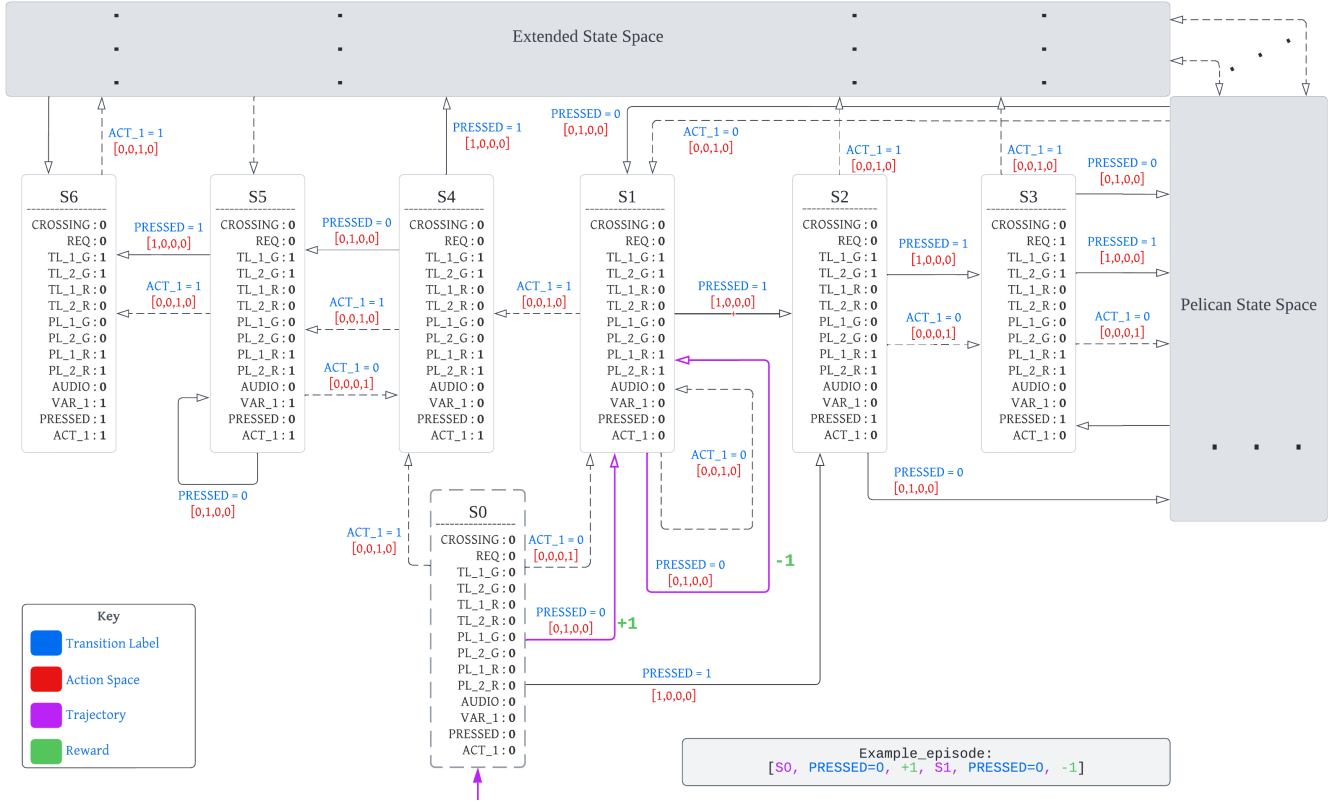 Extended State Space
PRESSED = 0
[0,1,0,0]
ACT_1 = 1
[0,0,1,0]
PRESSED = 1
[1,0,0,0]
ACT_1 = 0
[0,0,1,0]
ACT_1 = 1
[0,0,1,0]
ACT_1 = 1
[0,0,1,0]
PRESSED = 0
[0,1,0,0]
S6
CROSSING : 0
REQ : 0
TL_1_G : 1
TL_2_G : 1
TL_1_R : 0
TL_2_R : 0
PL_1_G : 0
PL_2_G : 0
PL_1_R : 1
PL_2_R : 1
AUDIO : 0
VAR_1 : 1
PRESSED : 1
ACT_1 : 1
PRESSED = 1
[1,0,0,0]
ACT_1 = 1
[0,0,1,0]
S5
CROSSING : 0
REQ : 0
TL_1_G : 1
TL_2_G : 1
TL_1_R : 0
TL_2_R : 0
PL_1_G : 0
PL_2_G : 0
PL_1_R : 1
PL_2_R : 1
AUDIO : 0
VAR_1 : 1
PRESSED : 0
ACT_1 : 1
PRESSED = 0
[0,1,0,0]
PRESSED = 0
[0,1,0,0]
ACT_1 = 1
[0,0,1,0]
ACT_1 = 0
[0,0,0,1]
S4
CROSSING : 0
REQ : 0
TL_1_G : 1
TL_2_G : 1
TL_1_R : 0
TL_2_R : 0
PL_1_G : 0
PL_2_G : 0
PL_1_R : 1
PL_2_R : 1
AUDIO : 0
VAR_1 : 0
PRESSED : 0
ACT_1 : 1
ACT_1 = 1
[0,0,1,0]
S1
CROSSING : 0
REQ : 0
TL_1_G : 1
TL_2_G : 1
TL_1_R : 0
TL_2_R : 0
PL_1_G : 0
PL_2_G : 0
PL_1_R : 1
PL_2_R : 1
AUDIO : 0
VAR_1 : 0
PRESSED : 0
ACT_1 : 0
PRESSED = 1
[1,0,0,0]
ACT_1 = 0
[0,0,1,0]
PRESSED = 0
[0,1,0,0]
-1
S2
CROSSING : 0
REQ : 0
TL_1_G : 1
TL_2_G : 1
TL_1_R : 0
TL_2_R : 0
PL_1_G : 0
PL_2_G : 0
PL_1_R : 1
PL_2_R : 1
AUDIO : 0
VAR_1 : 0
PRESSED : 1
ACT_1 : 0
PRESSED = 1
[1,0,0,0]
ACT_1 = 0
[0,0,0,1]
PRESSED = 0
[0,1,0,0]
S3
CROSSING : 0
REQ : 1
TL_1_G : 1
TL_2_G : 1
TL_1_R : 0
TL_2_R : 0
PL_1_G : 0
PL_2_G : 0
PL_1_R : 1
PL_2_R : 1
AUDIO : 0
VAR_1 : 0
PRESSED : 1
ACT_1 : 0
PRESSED = 1
[1,0,0,0]
ACT_1 = 0
[0,0,0,1]
Pelican State Space
ACT_1 = 1
[0,0,1,0]
S0
CROSSING : 0
REQ : 0
TL_1_G : 0
TL_2_G : 0
TL_1_R : 0
TL_2_R : 0
PL_1_G : 0
PL_2_G : 0
PL_1_R : 0
PL_2_R : 0
AUDIO : 0
VAR_1 : 0
PRESSED : 0
ACT_1 : 0
ACT_1 = 0
[0,0,0,1]
PRESSED = 0
[0,1,0,0]
+1
PRESSED = 1
[1,0,0,0]
Key
Transition Label
Action Space
Trajectory
Reward
Example_episode:
[S0, PRESSED=0, +1, S1, PRESSED=0, -1]